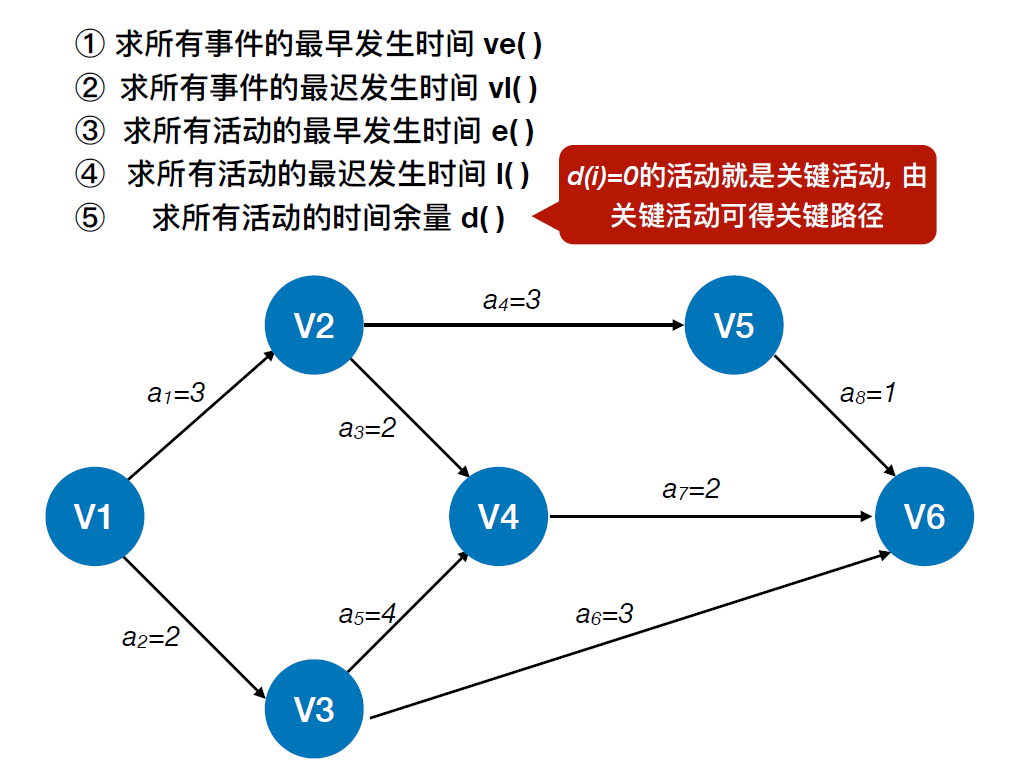 ① 求所有事件的最早发生时间 ve( )
② 求所有事件的最迟发生时间 vl( )
③ 求所有活动的最早发生时间 e( )
④ 求所有活动的最迟发生时间 l( )
⑤ 求所有活动的时间余量 d( )
d(i)=0的活动就是关键活动, 由
关键活动可得关键路径
a₄=3
V2
V5
a₁=3
a₈=1
a₃=2
a₇=2
V1
V4
V6
a₅=4
a₆=3
a₂=2
V3